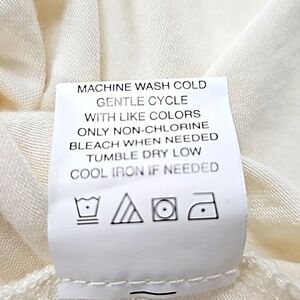 MACHINE WASH COLD
GENTLE CYCLE
WITH LIKE COLORS
ONLY NON-CHLORINE
BLEACH WHEN NEEDED
TUMBLE DRY LOW
COOL IRON IF NEEDED